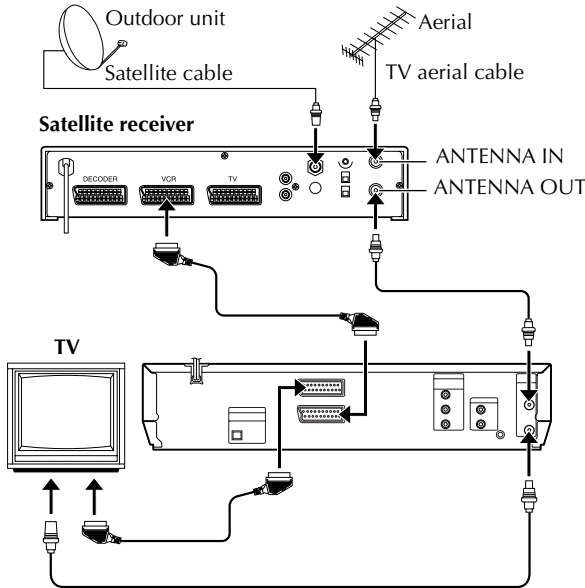 Outdoor unit
Aerial
Satellite cable
TV aerial cable
Satellite receiver
ANTENNA IN
DECODER VCR TV
ANTENNA OUT
TV